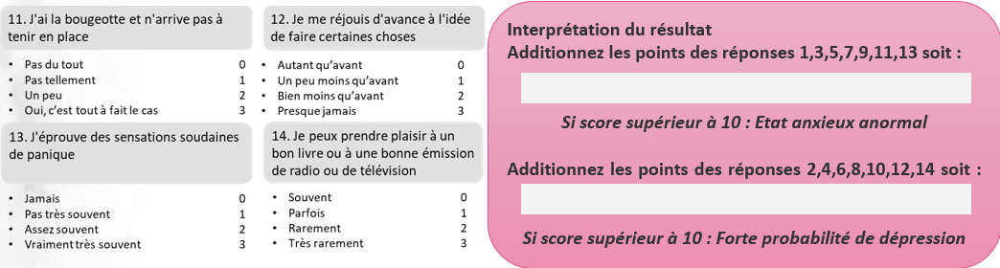 11. J'ai la bougeotte et n'arrive pas à
tenir en place
• Pas du tout 0
• Pas tellement 1
• Un peu 2
• Oui, c'est tout à fait le cas 3
12. Je me réjouis d'avance à l'idée
de faire certaines choses
• Autant qu'avant 0
• Un peu moins qu'avant 1
• Bien moins qu'avant 2
• Presque jamais 3
13. J'éprouve des sensations soudaines
de panique
• Jamais 0
• Pas très souvent 1
• Assez souvent 2
• Vraiment très souvent 3
14. Je peux prendre plaisir à un
bon livre ou à une bonne émission
de radio ou de télévision
• Souvent 0
• Parfois 1
• Rarement 2
• Très rarement 3
Interprétation du résultat
Additionnez les points des réponses 1,3,5,7,9,11,13 soit :
Si score supérieur à 10 : Etat anxieux anormal
Additionnez les points des réponses 2,4,6,8,10,12,14 soit :
Si score supérieur à 10 : Forte probabilité de dépression